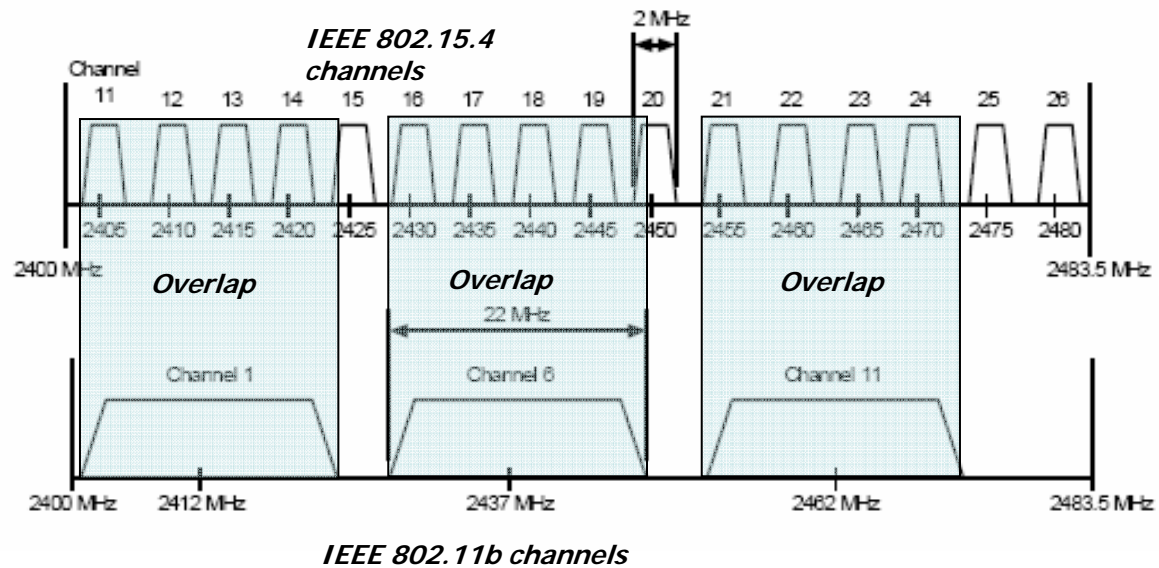 2 MHz
IEEE 802.15.4
channels
Channel
11 12 13 14 15 16 17 18 19 20 21 22 23 24 25 26
2405 2410 2415 2420 2425 2430 2435 2440 2445 2450 2455 2460 2465 2470 2475 2480
2400 MHz 2483.5 MHz
Overlap Overlap Overlap
22 MHz
Channel 1 Channel 6 Channel 11
2400 MHz 2412 MHz 2437 MHz 2462 MHz 2483.5 MHz
IEEE 802.11b channels